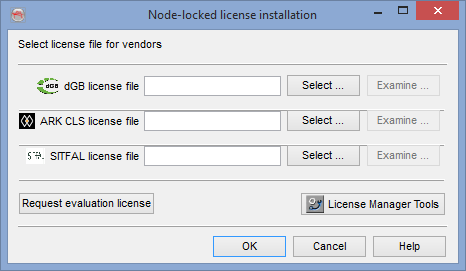 Node-locked license installation
Select license file for vendors
dGB dGB license file Select ... Examine ...
ARK CLS license file Select ... Examine ...
SITFAL license file Select ... Examine ...
Request evaluation license License Manager Tools
OK Cancel Help